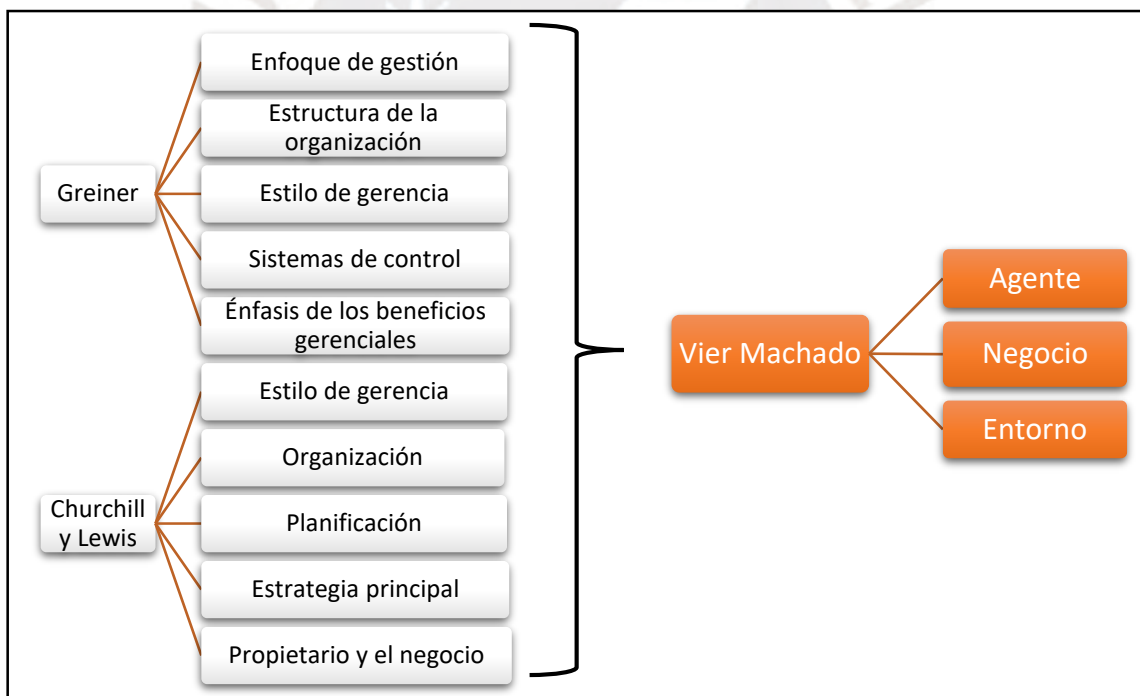 Greiner
Enfoque de gestión
Estructura de la
organización
Estilo de gerencia
Sistemas de control
Énfasis de los beneficios
gerenciales
Churchill
y Lewis
Estilo de gerencia
Organización
Planificación
Estrategia principal
Propietario y el negocio
Vier Machado
Agente
Negocio
Entorno